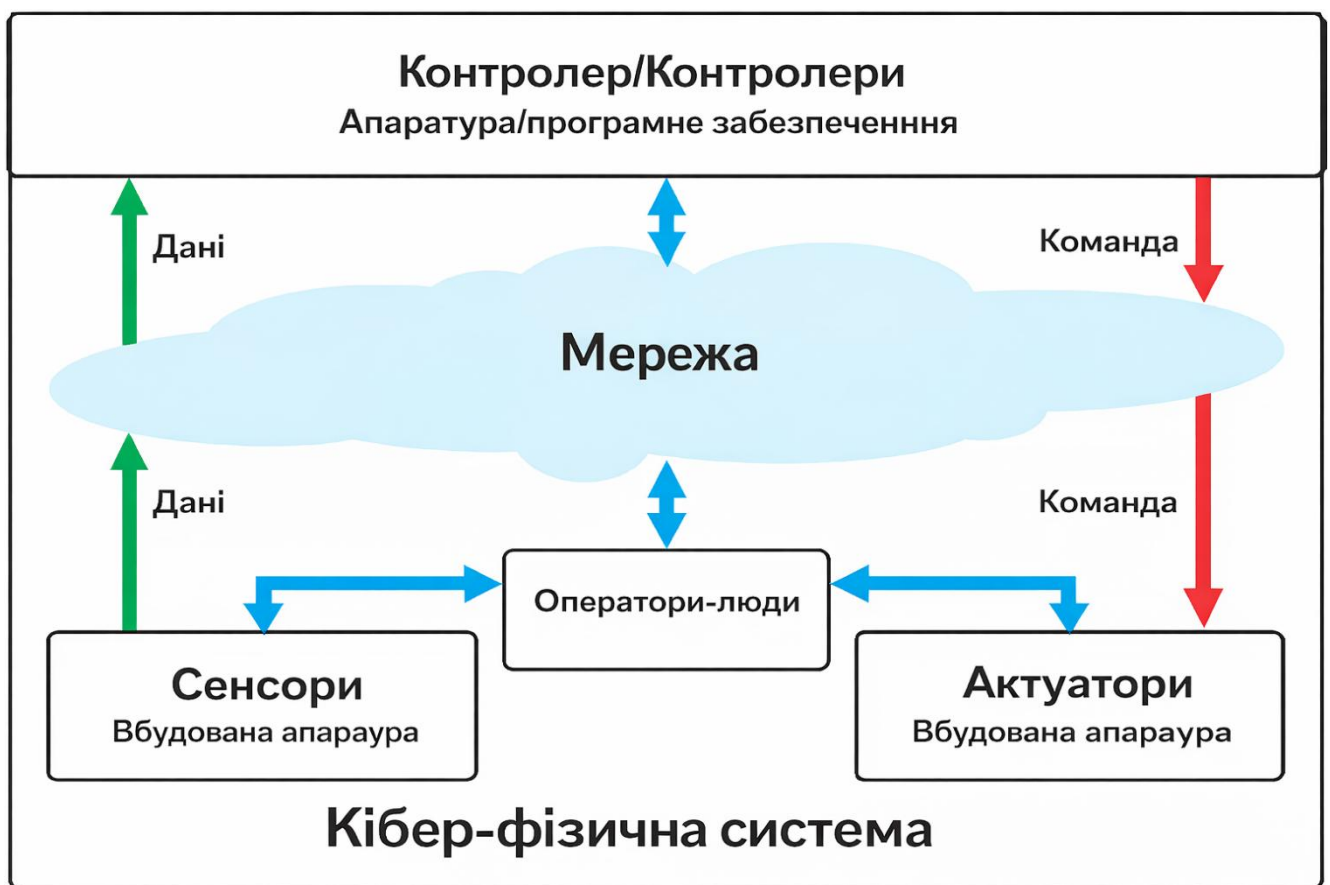 Контролер/Контролери
Апаратура/програмне забезпеченння
Дані
Команда
Мережа
Дані
Команда
Оператори-люди
Сенсори
Вбудована апараура
Актуатори
Вбудована апараура
Кібер-фізична система